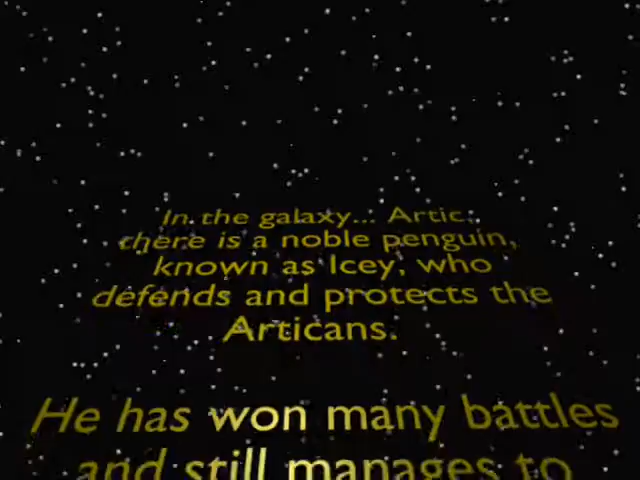 In the galaxy... Artic...
there is a noble penguin,
known as Icey, who
defends and protects the
Articans.
He has won many battles
and still manages to